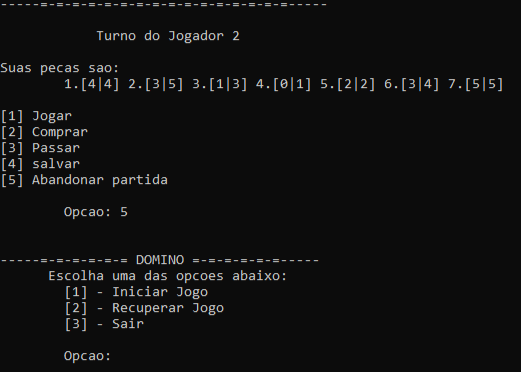 -----=-=-=-=-=-=-=-=-=-=-=-=-=-=-=-=-=-----
Turno do Jogador 2
Suas pecas sao:
1.[4|4] 2.[3|5] 3.[1|3] 4.[0|1] 5.[2|2] 6.[3|4] 7.[5|5]
[1] Jogar
[2] Comprar
[3] Passar
[4] salvar
[5] Abandonar partida
Opcao: 5
-----=-=-=-=-=-= DOMINO =-=-=-=-=-=-----
Escolha uma das opcoes abaixo:
[1] - Iniciar Jogo
[2] - Recuperar Jogo
[3] - Sair
Opcao: